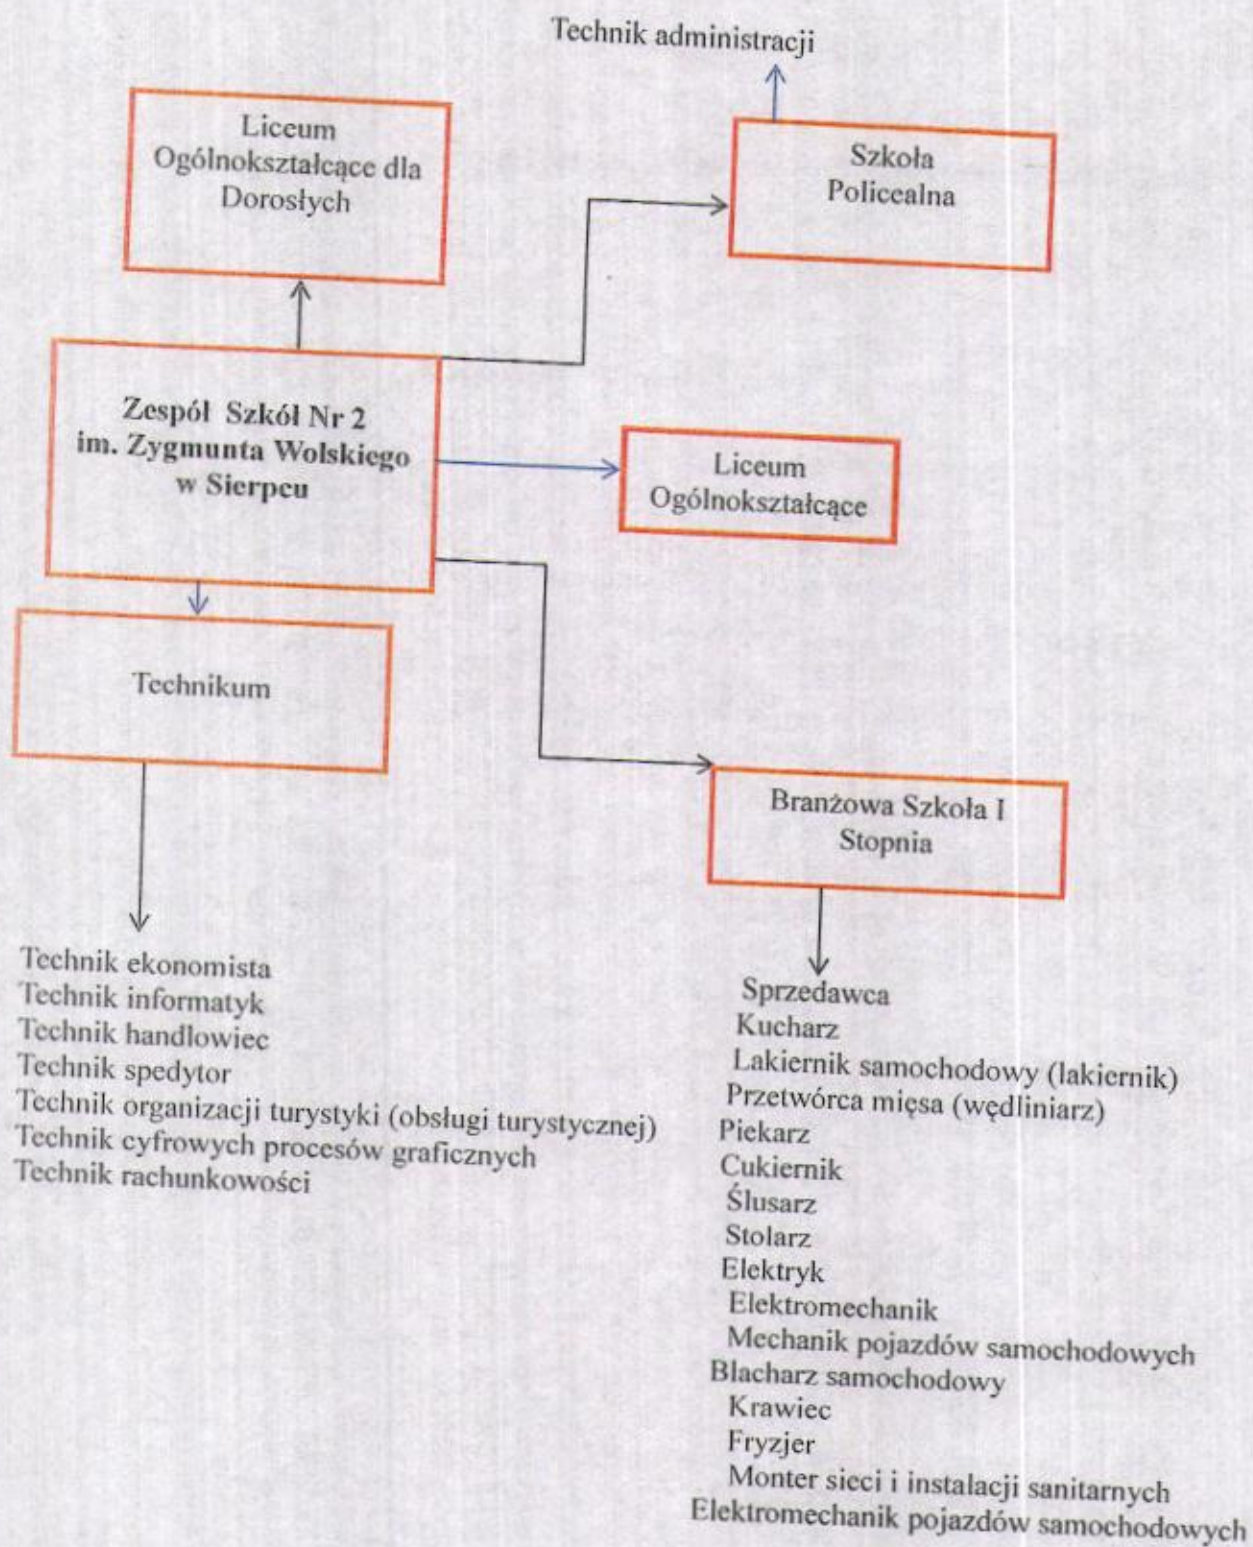 Technik administracji
Liceum
Ogólnokształcące dla
Dorosłych
Szkoła
Policealna
Zespół Szkól Nr 2
im. Zygmunta Wolskiego
w Sierpcu
Liceum
Ogólnokształcące
Technikum
Branżowa Szkoła I
Stopnia
Technik ekonomista
Technik informatyk
Technik handlowiec
Technik spedytor
Technik organizacji turystyki (obsługi turystycznej)
Technik cyfrowych procesów graficznych
Technik rachunkowości
Sprzedawca
Kucharz
Lakiernik samochodowy (lakiernik)
Przetwórca mięsa (wędliniarz)
Piekarz
Cukiernik
Ślusarz
Stolarz
Elektryk
Elektromechanik
Mechanik pojazdów samochodowych
Blacharz samochodowy
Krawiec
Fryzjer
Monter sieci i instalacji sanitarnych
Elektromechanik pojazdów samochodowych